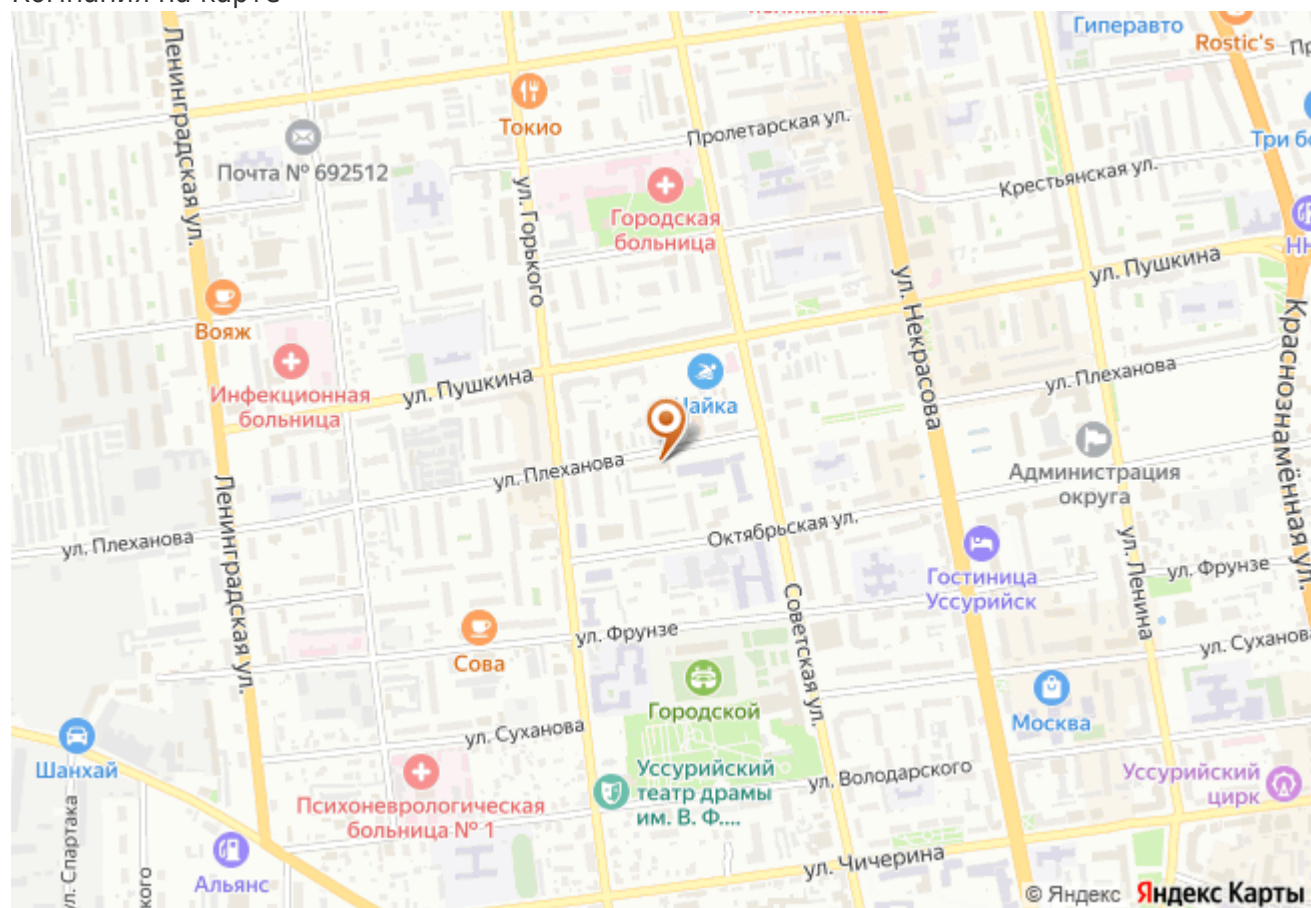 Компания на карте
Гиперавто
Rostic's
Ленинградская ул.
Токио
Пролетарская ул.
Почта № 692512
Крестьянская ул.
ул. Горького
Городская
больница
ул. Пушкина
Вояж
ул. Некрасова
Краснознамённая ул.
Инфекционная
больница
ул. Пушкина
ул. Плеханова
ул. Плеханова
Администрация
округа
ул. Плеханова
Ленинградская ул.
Октябрьская ул.
Гостиница
Уссурийск
ул. Ленина
ул. Фрунзе
Советская ул.
ул. Фрунзе
Сова
Городской
Москва
ул. Суханова
Шанхай
Уссурийский
театр драмы
им. В. Ф....
ул. Володарского
Уссурийский
цирк
Психоневрологическая
больница № 1
ул. Спартака
Альянс
ул. Чичерина
© Яндекс Яндекс Карты